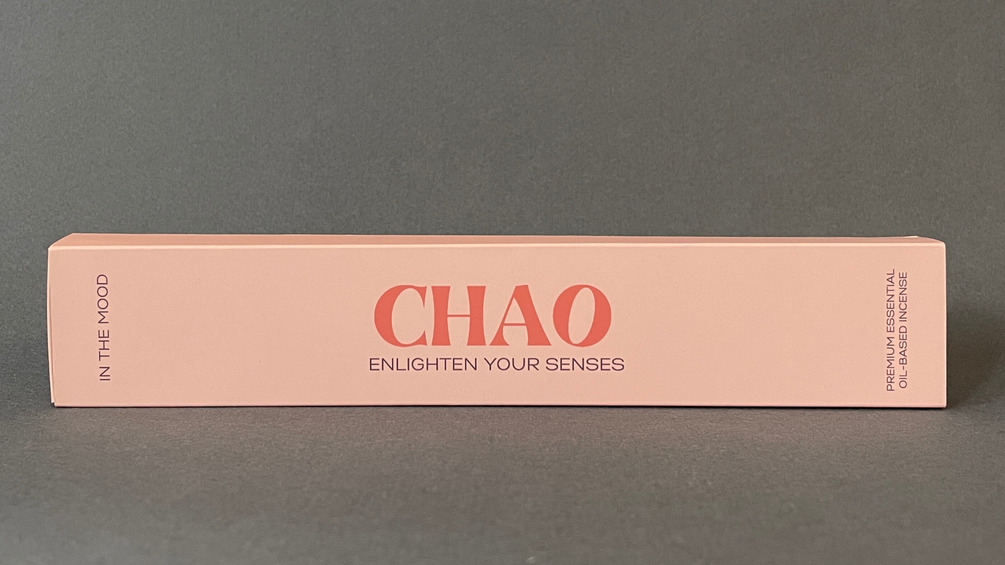 IN THE MOOD
CHAO
ENLIGHTEN YOUR SENSES
PREMIUM ESSENTIAL
OIL-BASED INCENSE